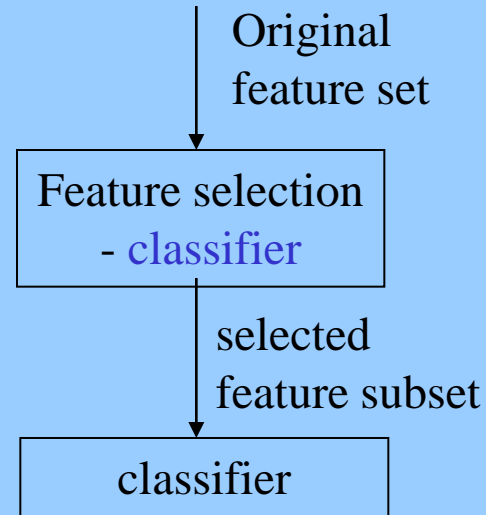 Original
feature set
Feature selection
- classifier
selected
feature subset
classifier